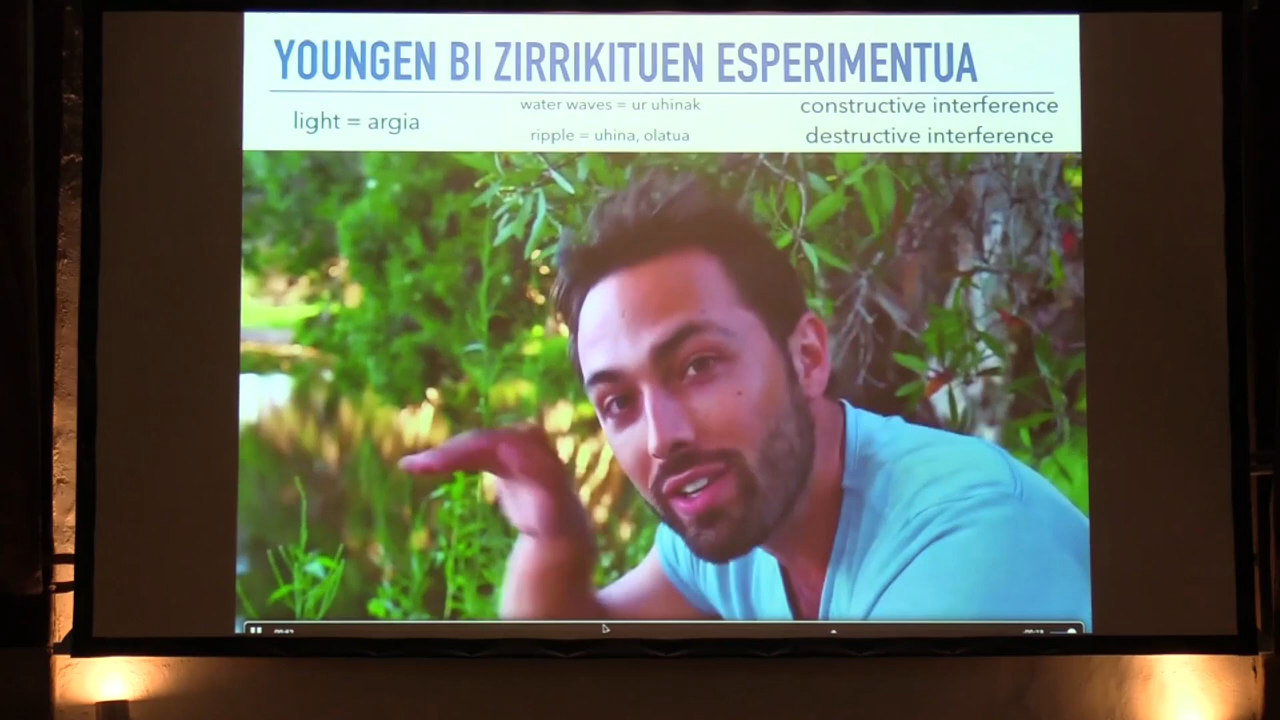 YOUNGEN BI ZIRRIKITUEN ESPERIMENTUA
light = argia
water waves = ur uhinak
ripple = uhina, olatua
constructive interference
destructive interference